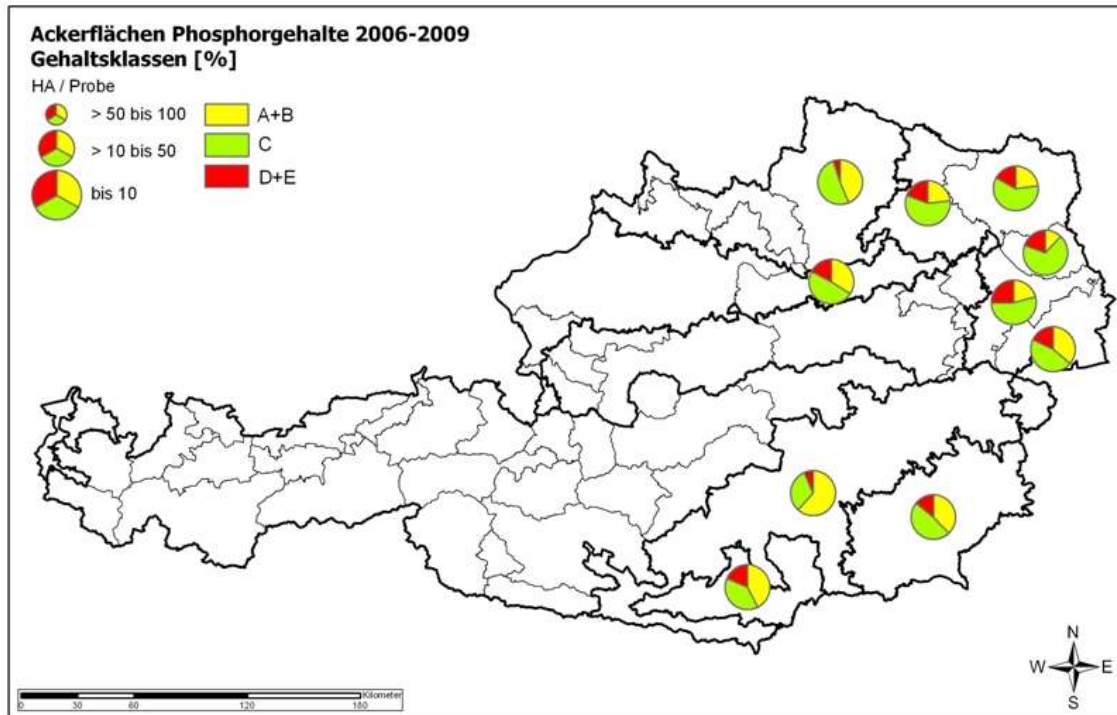 Ackerflächen Phosphorgehalte 2006-2009
Gehaltsklassen [%]
HA / Probe
> 50 bis 100
> 10 bis 50
bis 10
A+B
C
D+E
N
W E
S
Kilometer
0 30 60 120 180